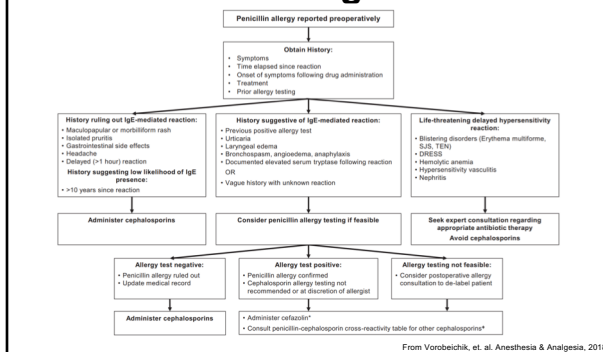 Penicillin allergy reported preoperatively
Obtain History:
• Symptoms
• Time elapsed since reaction
• Onset of symptoms following drug administration
• Treatment
• Prior allergy testing
History ruling out IgE-mediated reaction:
• Maculopapular or morbilliform rash
• Isolated pruritis
• Gastrointestinal side effects
• Headache
• Delayed (>1 hour) reaction
History suggesting low likelihood of IgE
presence:
• >10 years since reaction
History suggestive of IgE-mediated reaction:
• Previous positive allergy test
• Urticaria
• Laryngeal edema
• Bronchospasm, angioedema, anaphylaxis
• Documented elevated serum tryptase following reaction
OR
• Vague history with unknown reaction
Life-threatening delayed hypersensitivity
reaction:
• Blistering disorders (Erythema multiforme,
SJS, TEN)
• DRESS
• Hemolytic anemia
• Hypersensitivity vasculitis
• Nephritis
Administer cephalosporins
Consider penicillin allergy testing if feasible
Seek expert consultation regarding
appropriate antibiotic therapy
Avoid cephalosporins
Allergy test negative:
• Penicillin allergy ruled out
• Update medical record
Allergy test positive:
• Penicillin allergy confirmed
• Cephalosporin allergy testing not
recommended or at discretion of allergist
Allergy testing not feasible:
• Consider postoperative allergy
consultation to de-label patient
Administer cephalosporins
• Administer cefazolin*
• Consult penicillin-cephalosporin cross-reactivity table for other cephalosporins*
From Vorobeichik, et. al. Anesthesia & Analgesia, 2018